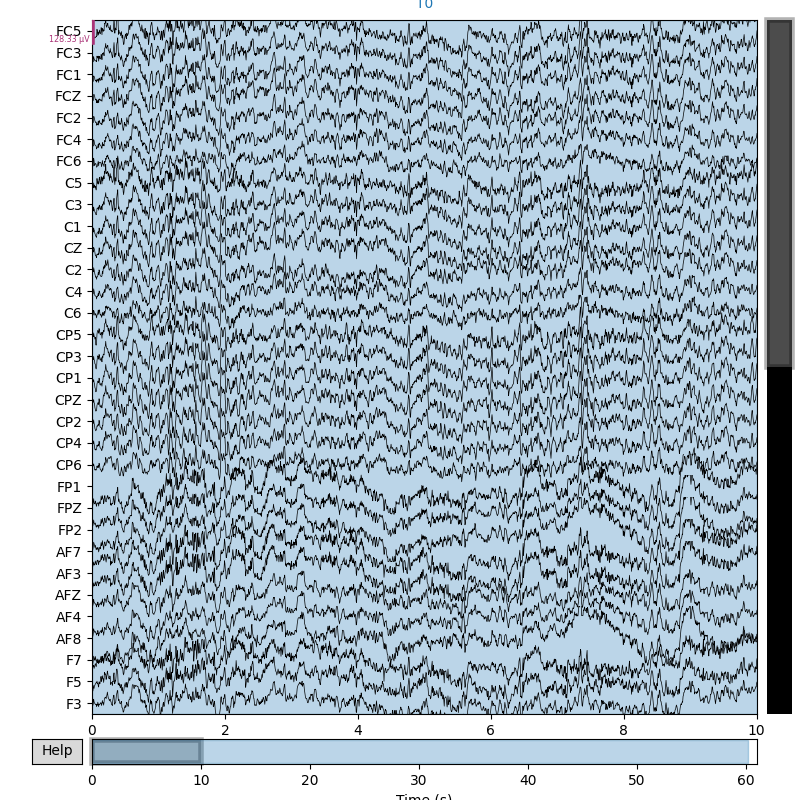 T0
FC5
128.33 µV
FC3
FC1
FCZ
FC2
FC4
FC6
C5
C3
C1
CZ
C2
C4
C6
CP5
CP3
CP1
CPZ
CP2
CP4
CP6
FP1
FPZ
FP2
AF7
AF3
AFZ
AF4
AF8
F7
F5
F3
0 2 4 6 8 10
Help
0 10 20 30 40 50 60
Time (s)